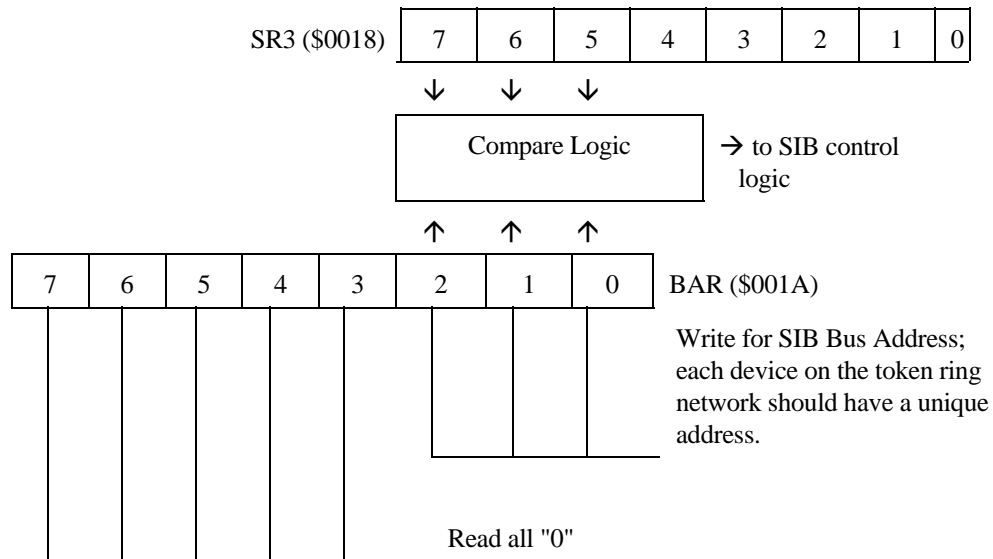 SR3 ($0018) 7 6 5 4 3 2 1 0
Compare Logic → to SIB control
logic
7 6 5 4 3 2 1 0 BAR ($001A)
Write for SIB Bus Address;
each device on the token ring
network should have a unique
address.
Read all "0"